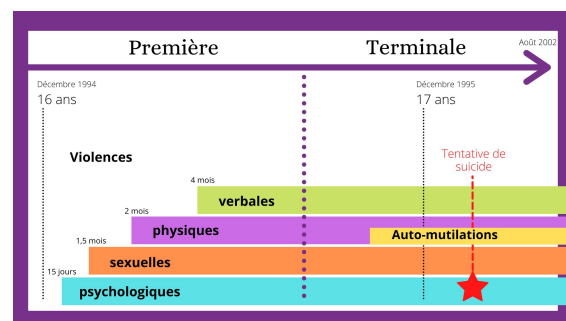 Première
Terminale
Août 2002
Décembre 1994
16 ans
Décembre 1995
17 ans
Violences
Tentative de
suicide
4 mois
verbales
2 mois
physiques
Auto-mutilations
1,5 mois
sexuelles
15 jours
psychologiques